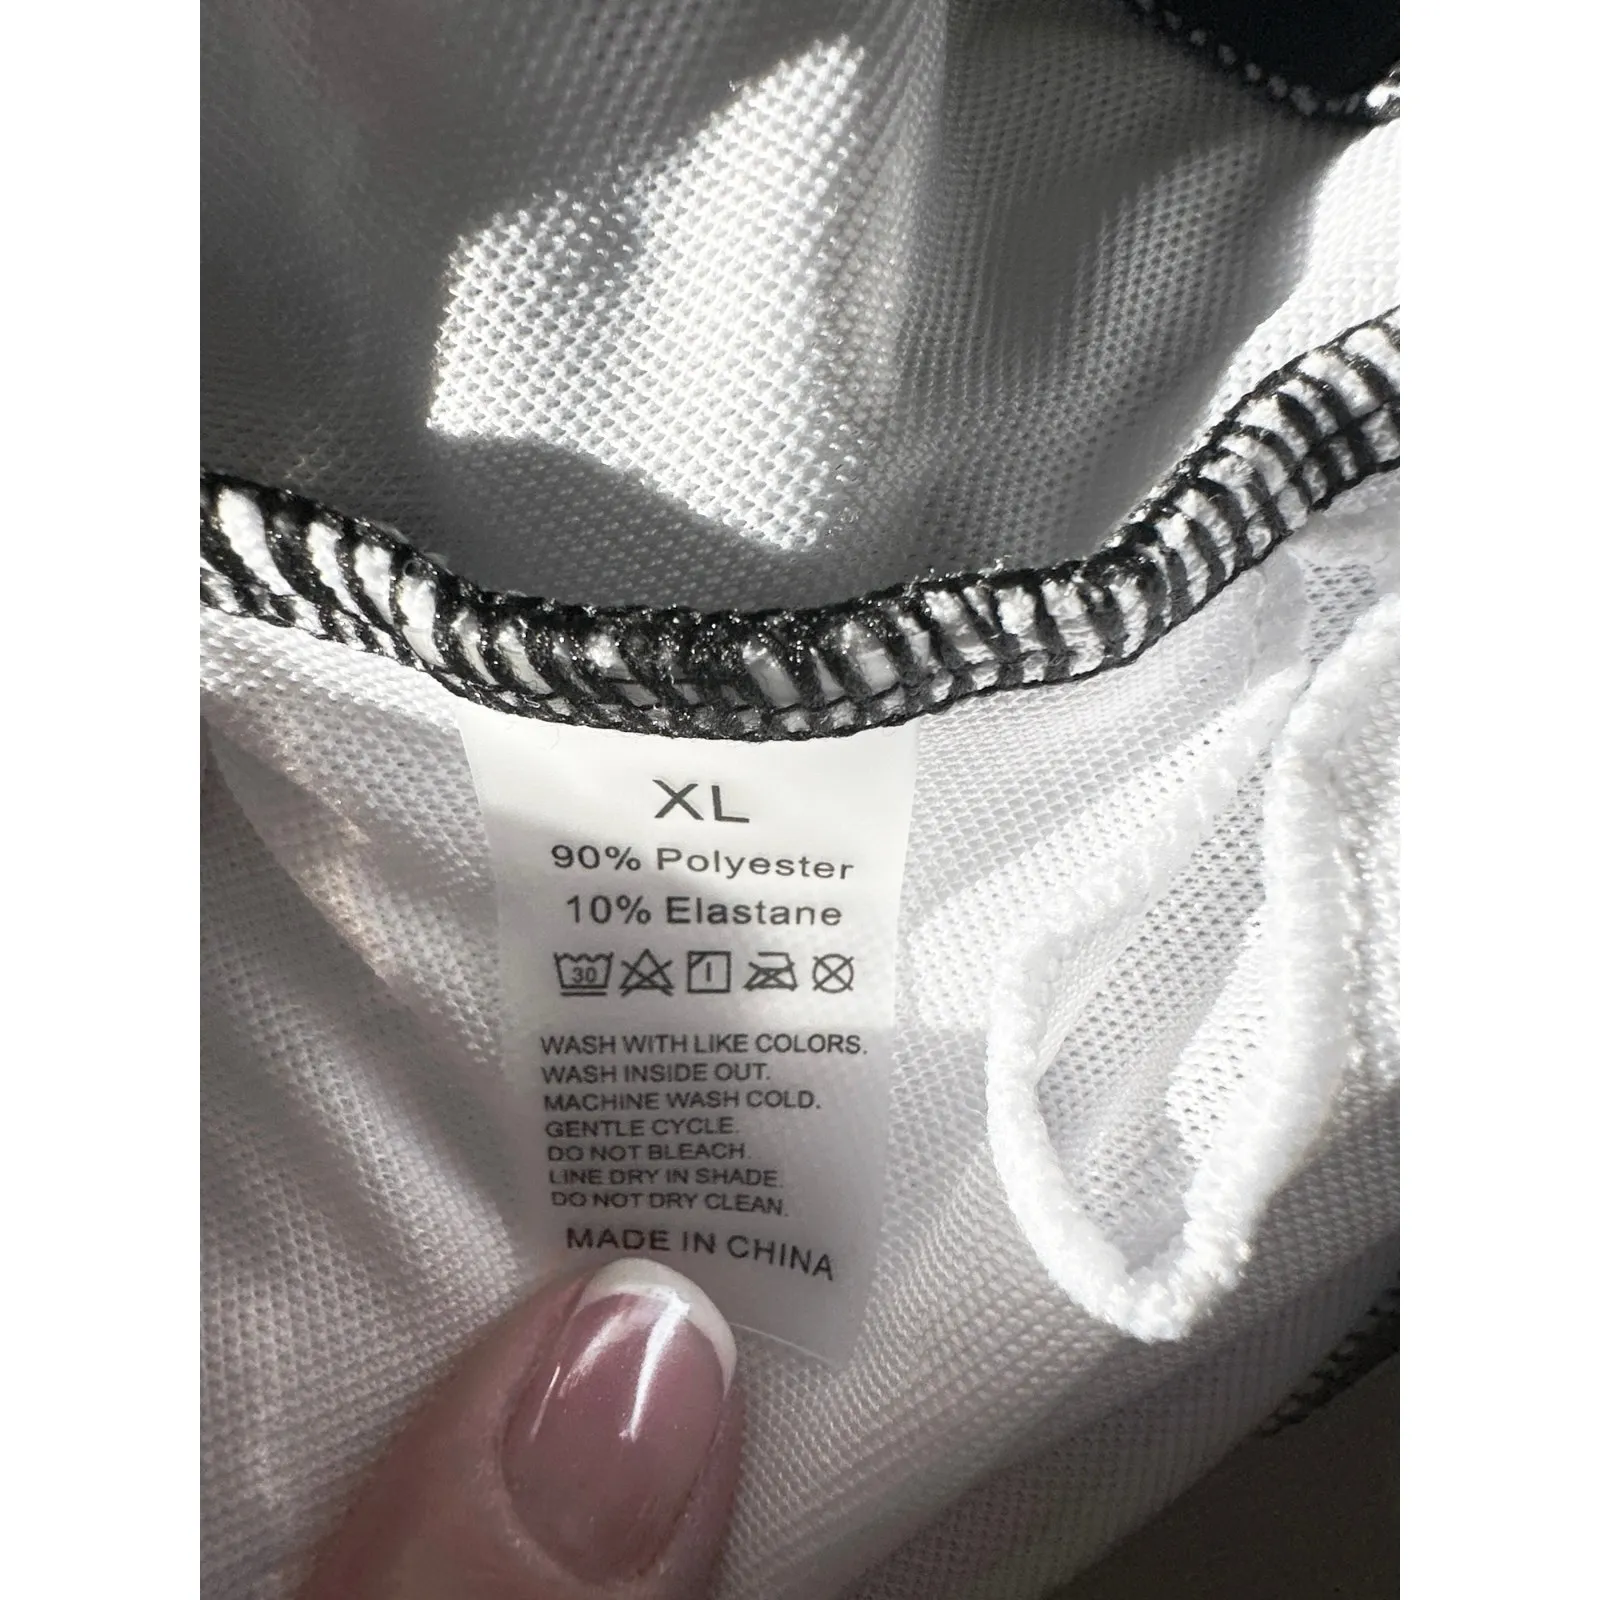 XL
90% Polyester
10% Elastane
30
WASH WITH LIKE COLORS.
WASH INSIDE OUT.
MACHINE WASH COLD.
GENTLE CYCLE.
DO NOT BLEACH.
LINE DRY IN SHADE.
DO NOT DRY CLEAN.
MADE IN CHINA